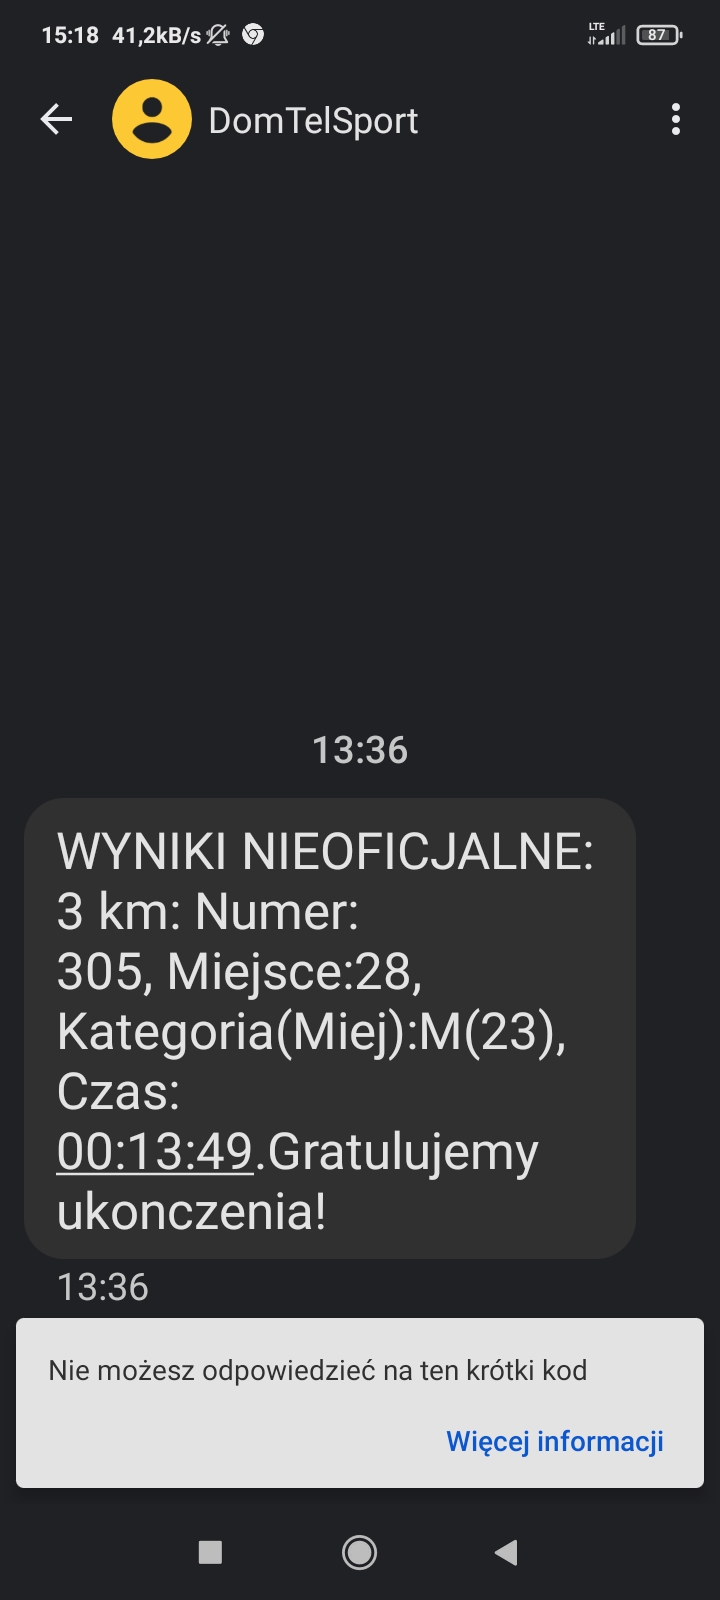 15:18 41,2kB/s LTE 87
DomTelSport
13:36
WYNIKI NIEOFICJALNE:
3 km: Numer:
305, Miejsce:28,
Kategoria(Miej):M(23),
Czas:
00:13:49.Gratulujemy
ukonczenia!
13:36
Nie możesz odpowiedzieć na ten krótki kod
Więcej informacji